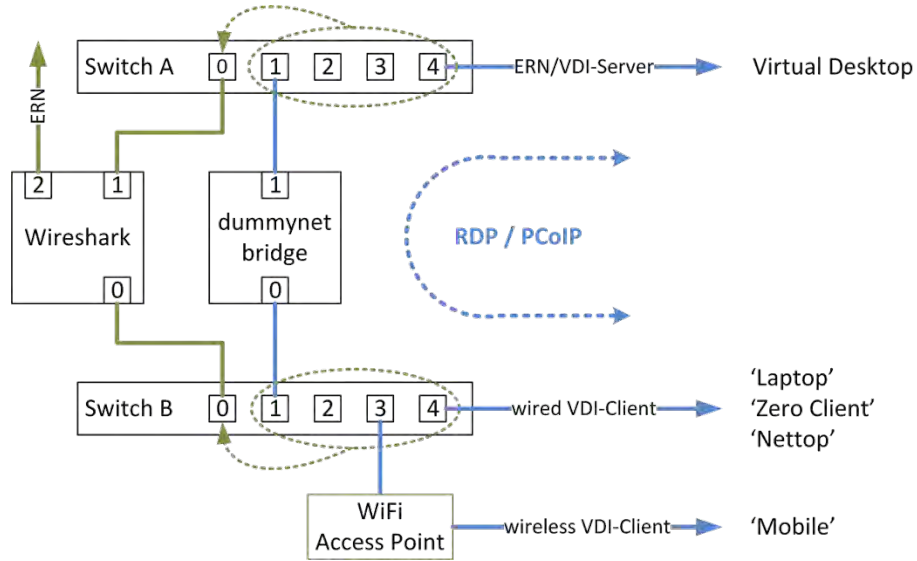 Switch A
0
1
2
3
4
ERN/VDI-Server
Virtual Desktop
ERN
2
1
Wireshark
0
1
dummynet
bridge
0
RDP / PCoIP
Switch B
0
1
2
3
4
wired VDI-Client
‘Laptop’
‘Zero Client’
‘Nettop’
WiFi
Access Point
wireless VDI-Client
‘Mobile’